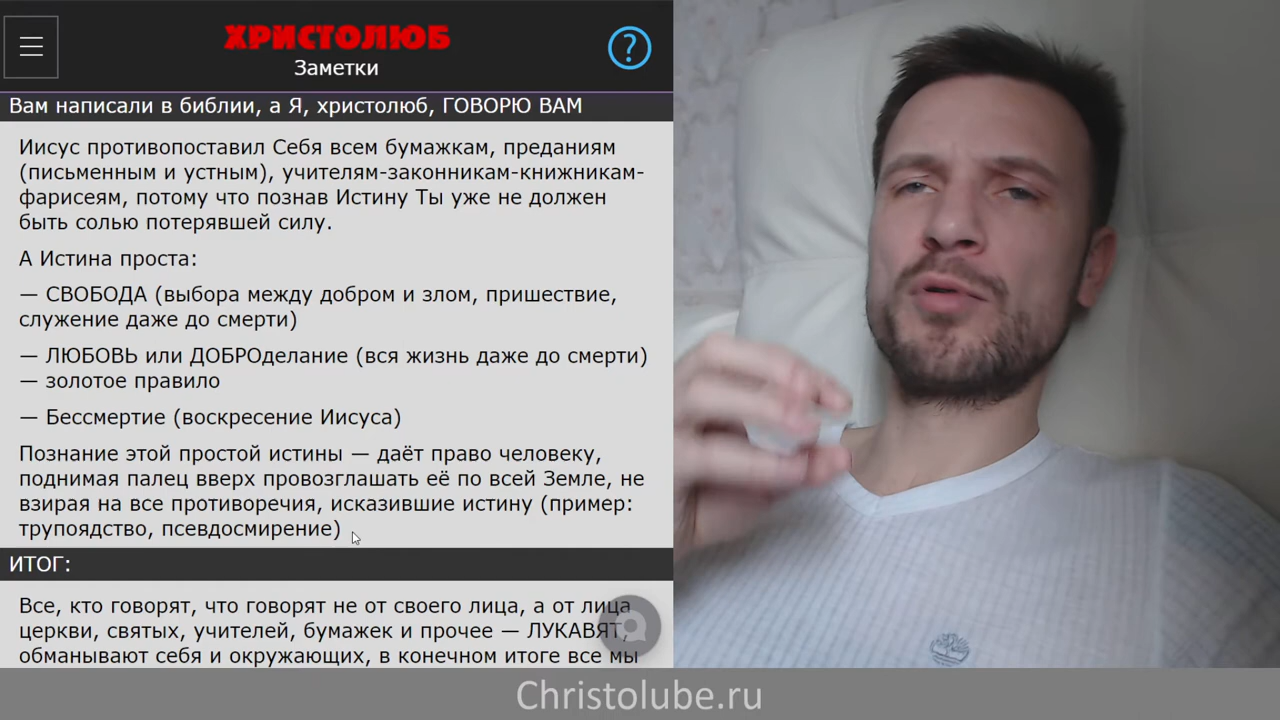 ХРИСТОЛЮБ
Заметки
?
Вам написали в библии, а Я, христолюб, ГОВОРЮ ВАМ
Иисус противопоставил Себя всем бумажкам, преданиям
(письменным и устным), учителям-законникам-книжникам-
фарисеям, потому что познав Истину Ты уже не должен
быть солью потерявшей силу.
А Истина проста:
— СВОБОДА (выбора между добром и злом, пришествие,
служение даже до смерти)
— ЛЮБОВЬ или ДОБРОделание (вся жизнь даже до смерти)
— золотое правило
— Бессмертие (воскресение Иисуса)
Познание этой простой истины — даёт право человеку,
поднимая палец вверх провозглашать её по всей Земле, не
взирая на все противоречия, исказившие истину (пример:
трупоядство, псевдосмирение)
ИТОГ:
Все, кто говорят, что говорят не от своего лица, а от лица
церкви, святых, учителей, бумажек и прочее — ЛУКАВЯТ,
обманывают себя и окружающих, в конечном итоге все мы
Christolube.ru